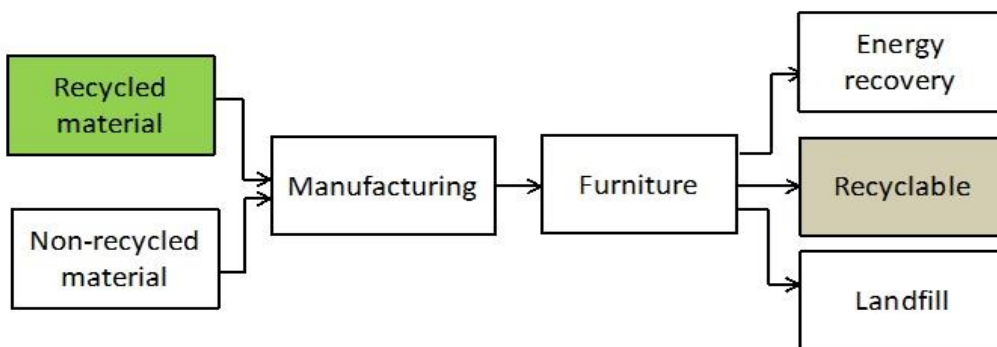 Recycled
material
Non-recycled
material
Manufacturing
Furniture
Energy
recovery
Recyclable
Landfill